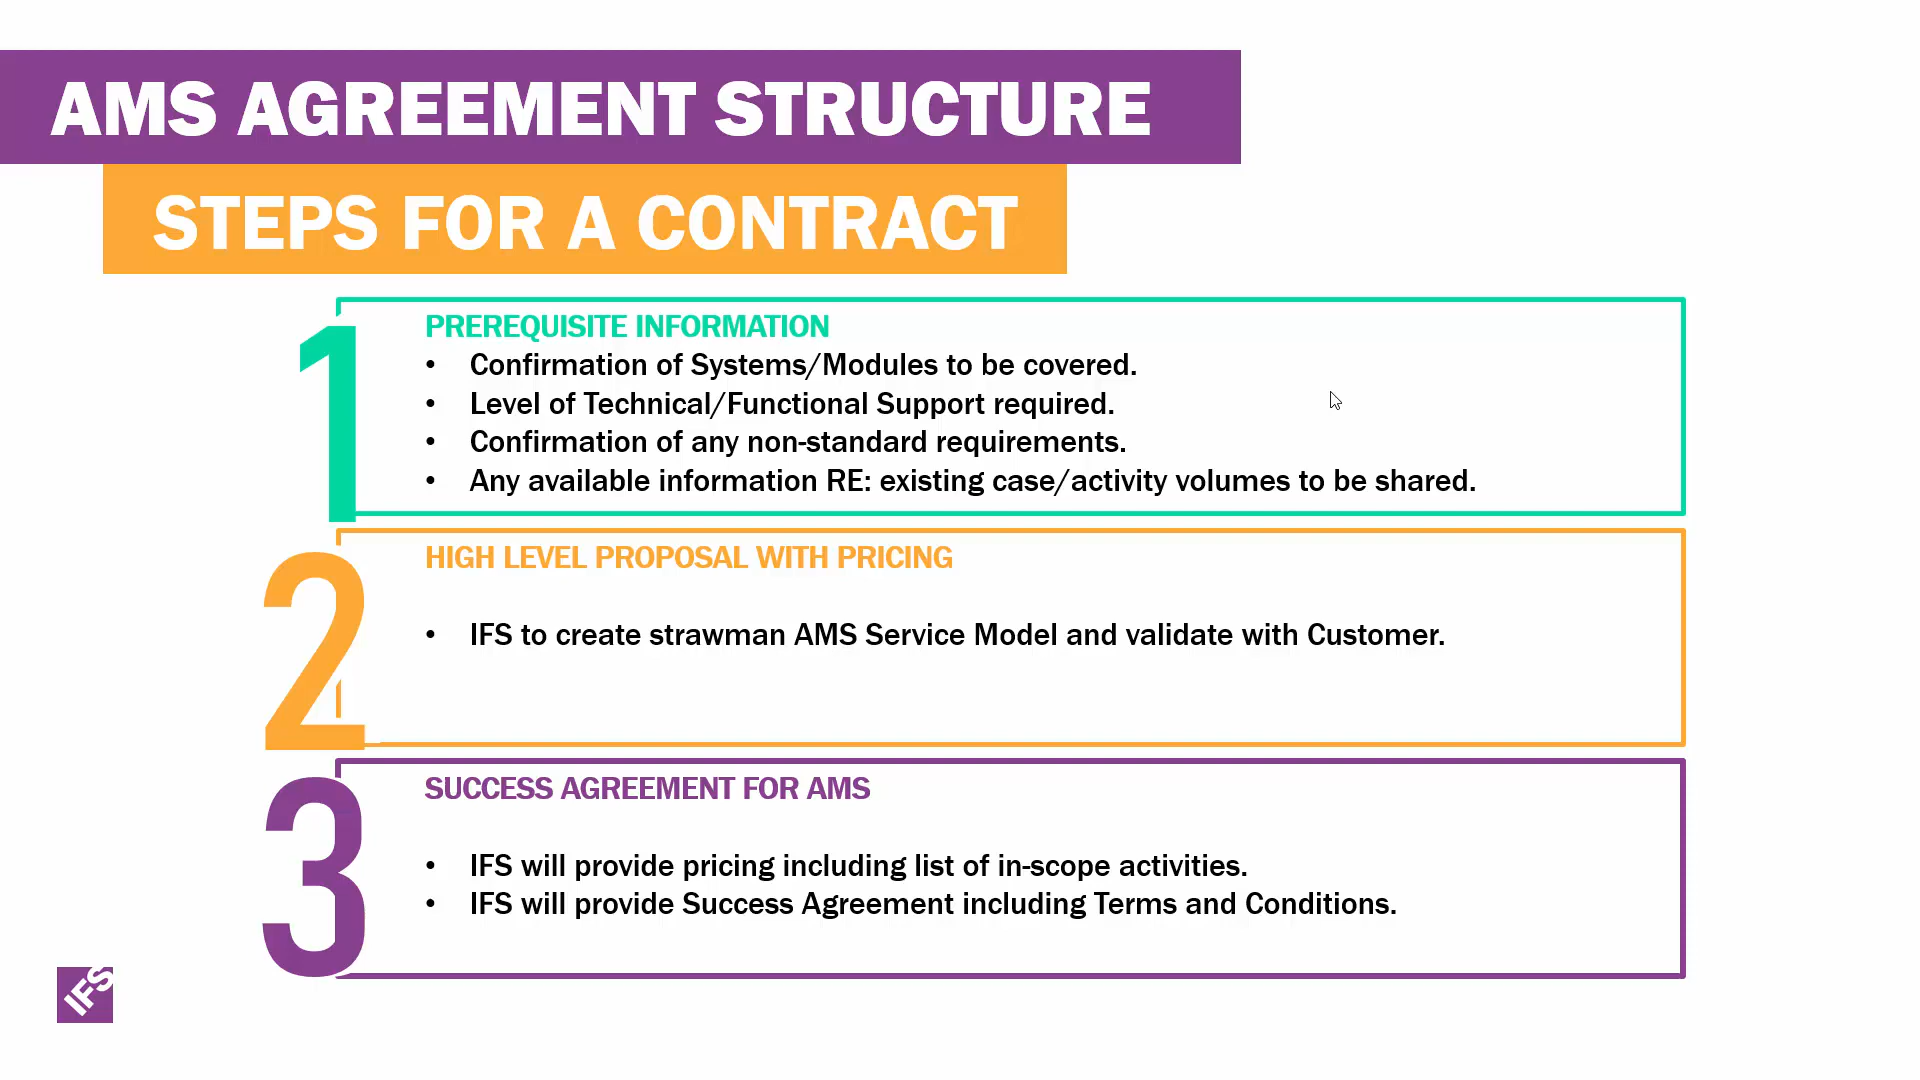 AMS AGREEMENT STRUCTURE
STEPS FOR A CONTRACT
1
PREREQUISITE INFORMATION
• Confirmation of Systems/Modules to be covered.
• Level of Technical/Functional Support required.
• Confirmation of any non-standard requirements.
• Any available information RE: existing case/activity volumes to be shared.
2
HIGH LEVEL PROPOSAL WITH PRICING
• IFS to create strawman AMS Service Model and validate with Customer.
3
SUCCESS AGREEMENT FOR AMS
• IFS will provide pricing including list of in-scope activities.
• IFS will provide Success Agreement including Terms and Conditions.
IFS